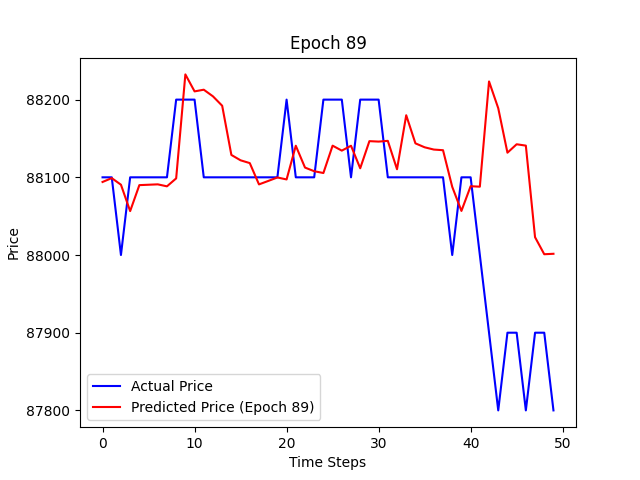 Epoch 89
Price
88200
88100
88000
87900
87800
Actual Price
Predicted Price (Epoch 89)
0 10 20 30 40 50
Time Steps